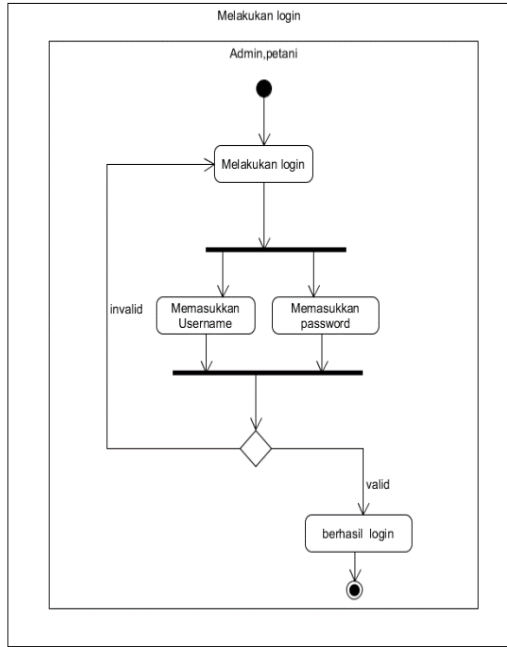 Melakukan login
Admin,petani
Melakukan login
invalid
Memasukkan
Username
Memasukkan
password
valid
berhasil login